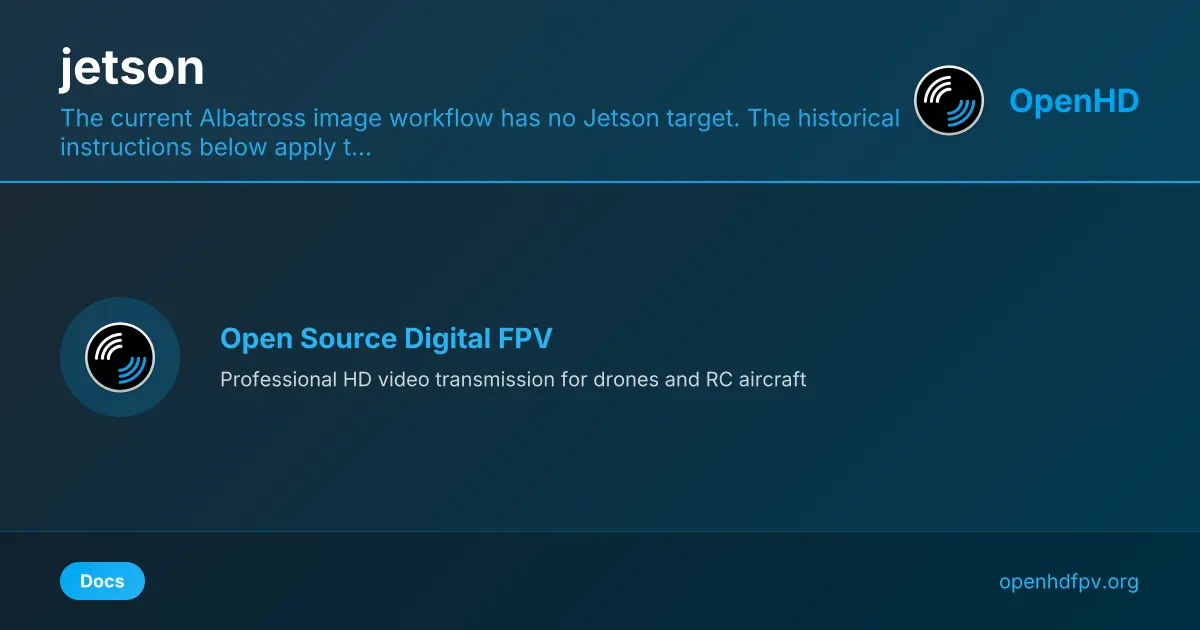 jetson
The current Albatross image workflow has no Jetson target. The historical
instructions below apply t...
OpenHD
Open Source Digital FPV
Professional HD video transmission for drones and RC aircraft
Docs
openhdfpv.org